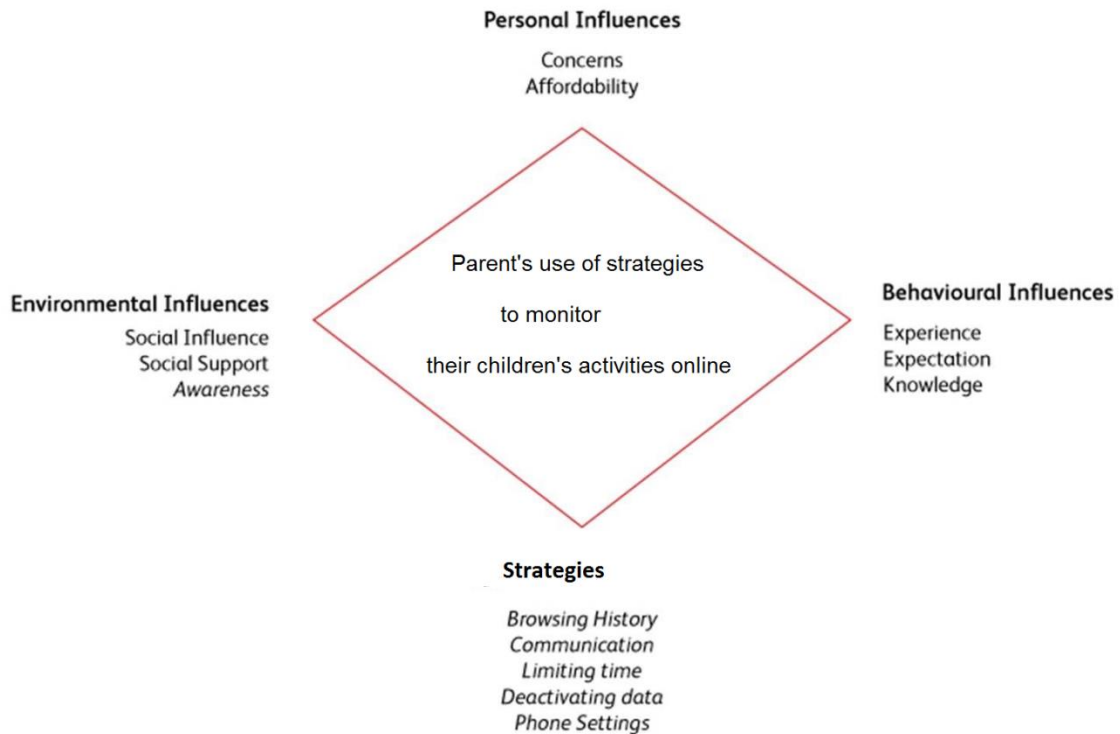 Personal Influences
Concerns
Affordability
Parent's use of strategies
to monitor
their children's activities online
Environmental Influences
Social Influence
Social Support
Awareness
Behavioural Influences
Experience
Expectation
Knowledge
Strategies
Browsing History
Communication
Limiting time
Deactivating data
Phone Settings